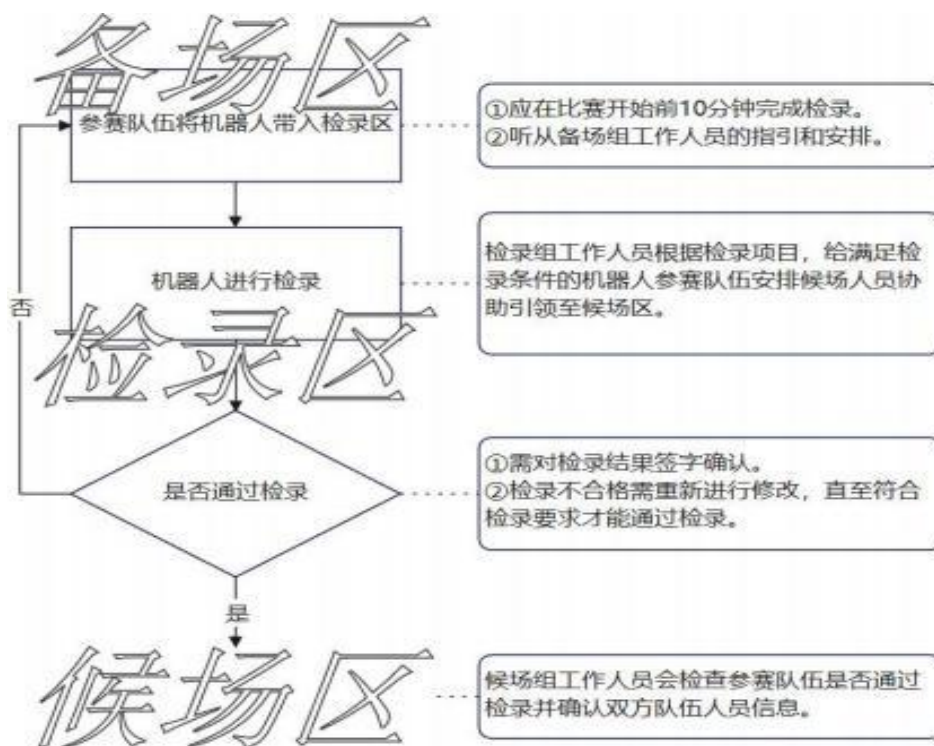 备场区
参赛队伍将机器人带入检录区
①应在比赛开始前10分钟完成检录。
②听从备场组工作人员的指引和安排。
机器人进行检录
检录组工作人员根据检录项目，给满足检
录条件的机器人参赛队伍安排候场人员协
助引领至候场区。
否
检录区
是否通过检录
①需对检录结果签字确认。
②检录不合格需重新进行修改，直至符合
检录要求才能通过检录。
是
候场区
候场组工作人员会检查参赛队伍是否通过
检录并确认双方队伍人员信息。